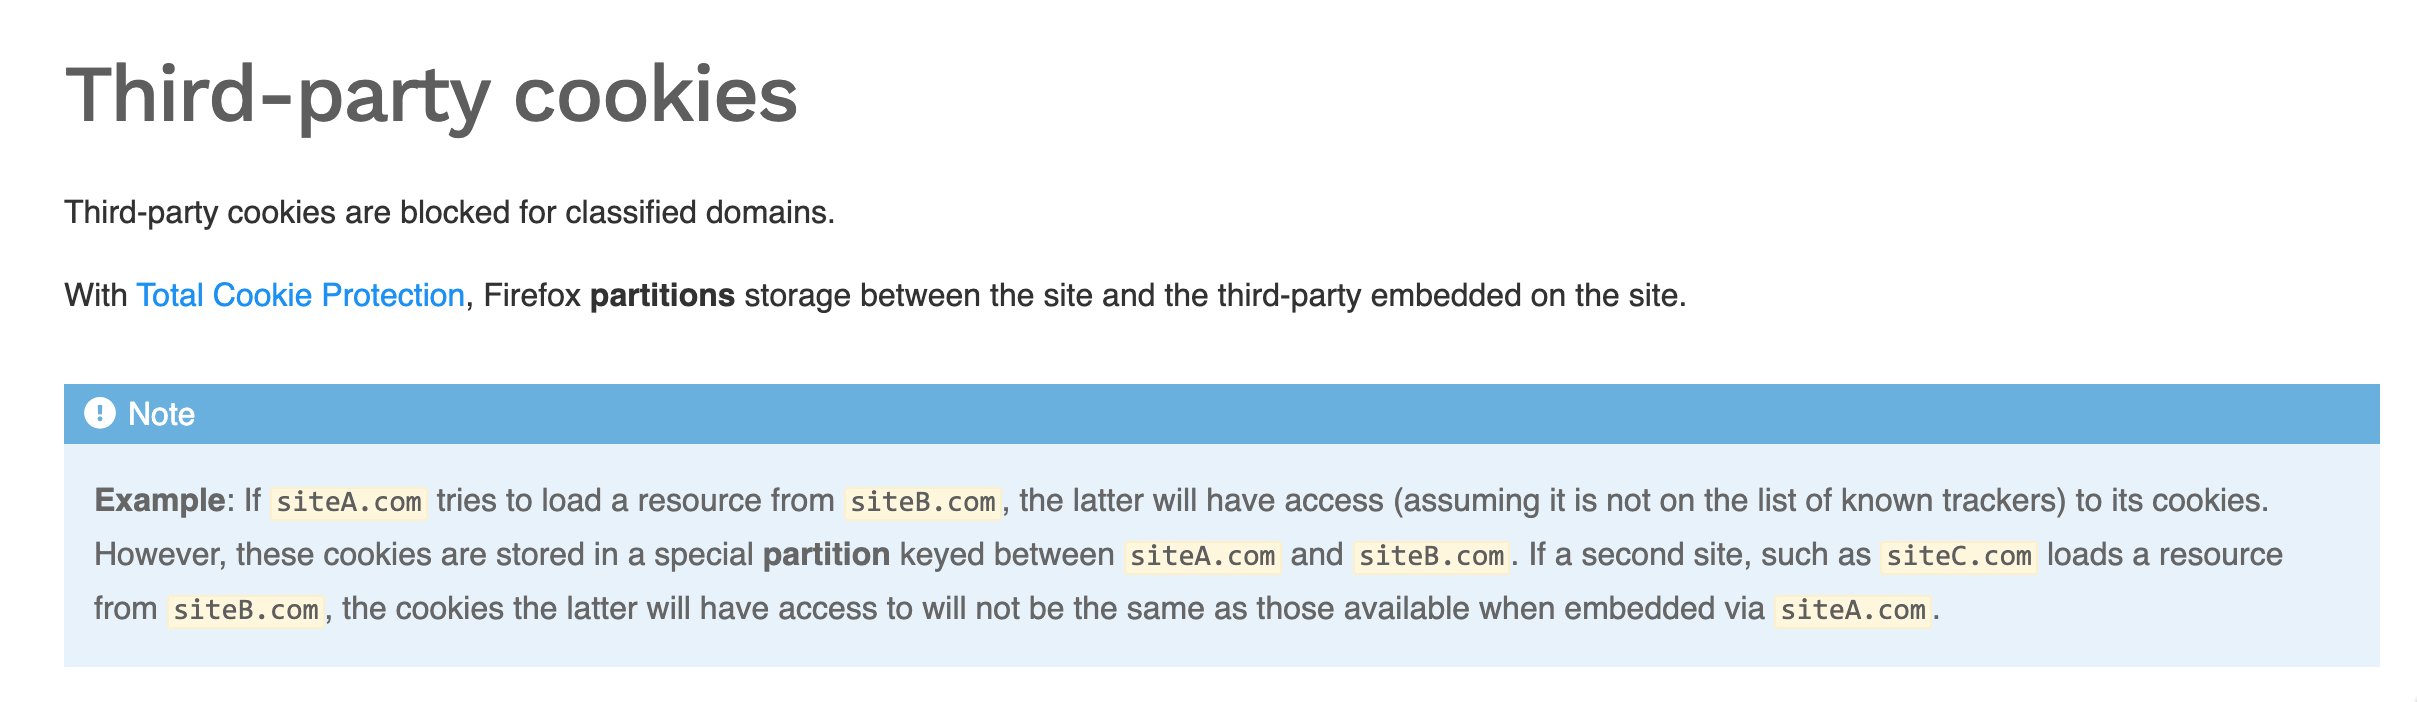 Third-party cookies
Third-party cookies are blocked for classified domains.
With Total Cookie Protection, Firefox partitions storage between the site and the third-party embedded on the site.
Note
Example: If siteA.com tries to load a resource from siteB.com, the latter will have access (assuming it is not on the list of known trackers) to its cookies.
However, these cookies are stored in a special partition keyed between siteA.com and siteB.com. If a second site, such as siteC.com loads a resource
from siteB.com, the cookies the latter will have access to will not be the same as those available when embedded via siteA.com.